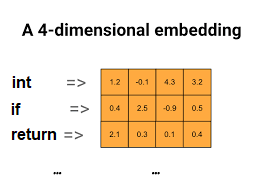 A 4-dimensional embedding
int => 1.2 -0.1 4.3 3.2
if => 0.4 2.5 -0.9 0.5
return => 2.1 0.3 0.1 0.4
... ...